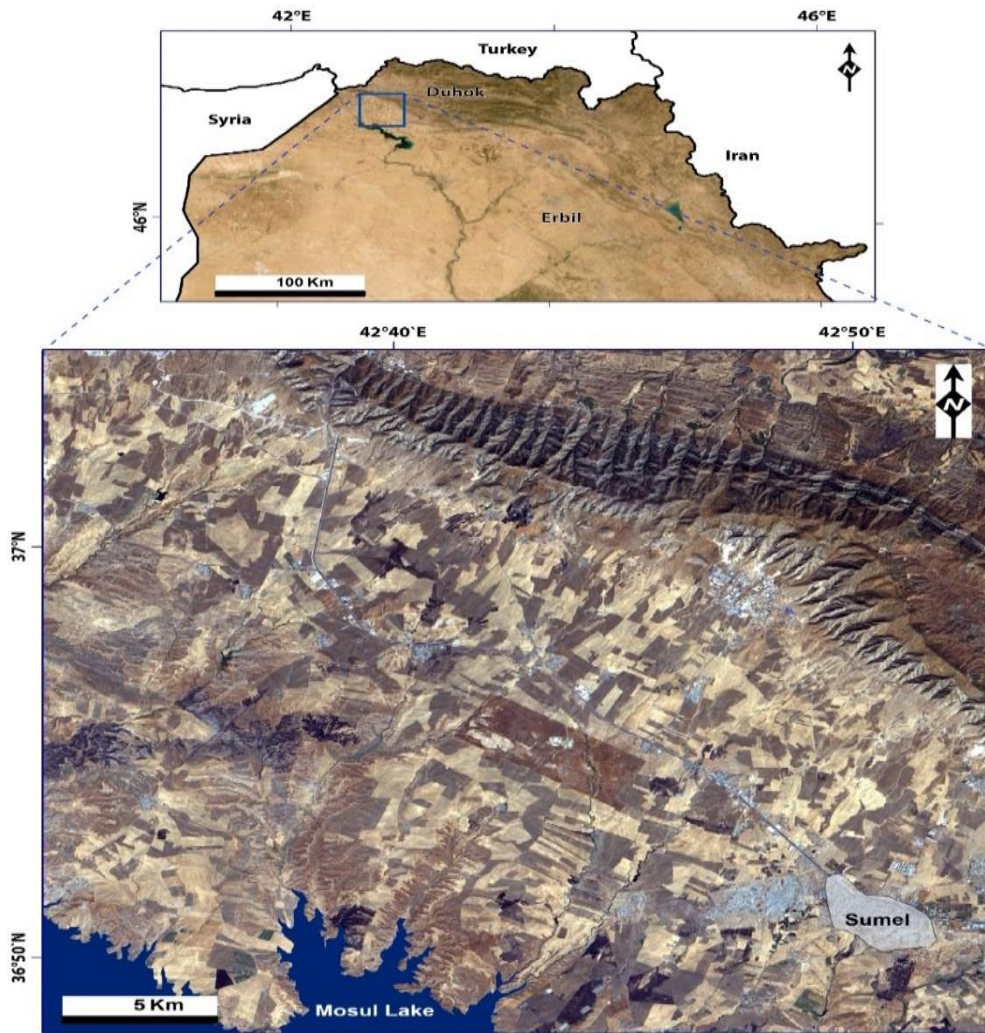 42°E
46°E
Turkey
N
Duhok
Syria
Iran
46°N
Erbil
100 Km
42°40`E
42°50`E
N
37°N
Sumel
36°50`N
5 Km
Mosul Lake